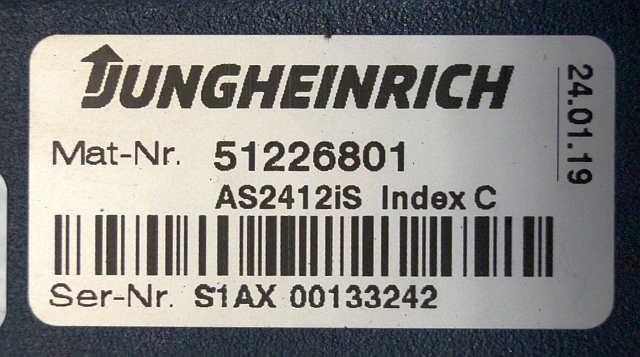 JUNGHEINRICH
Mat-Nr. 51226801
AS2412iS Index C
Ser-Nr. S1AX 00133242
24.01.19